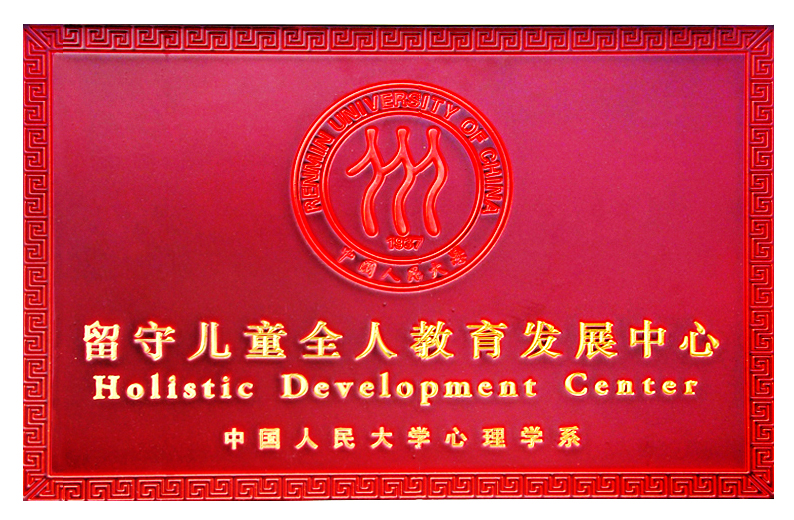 RENMIN UNIVERSITY OF CHINA
1937
中国人民大学
留守儿童全人教育发展中心
Holistic Development Center
中国人民大学心理学系